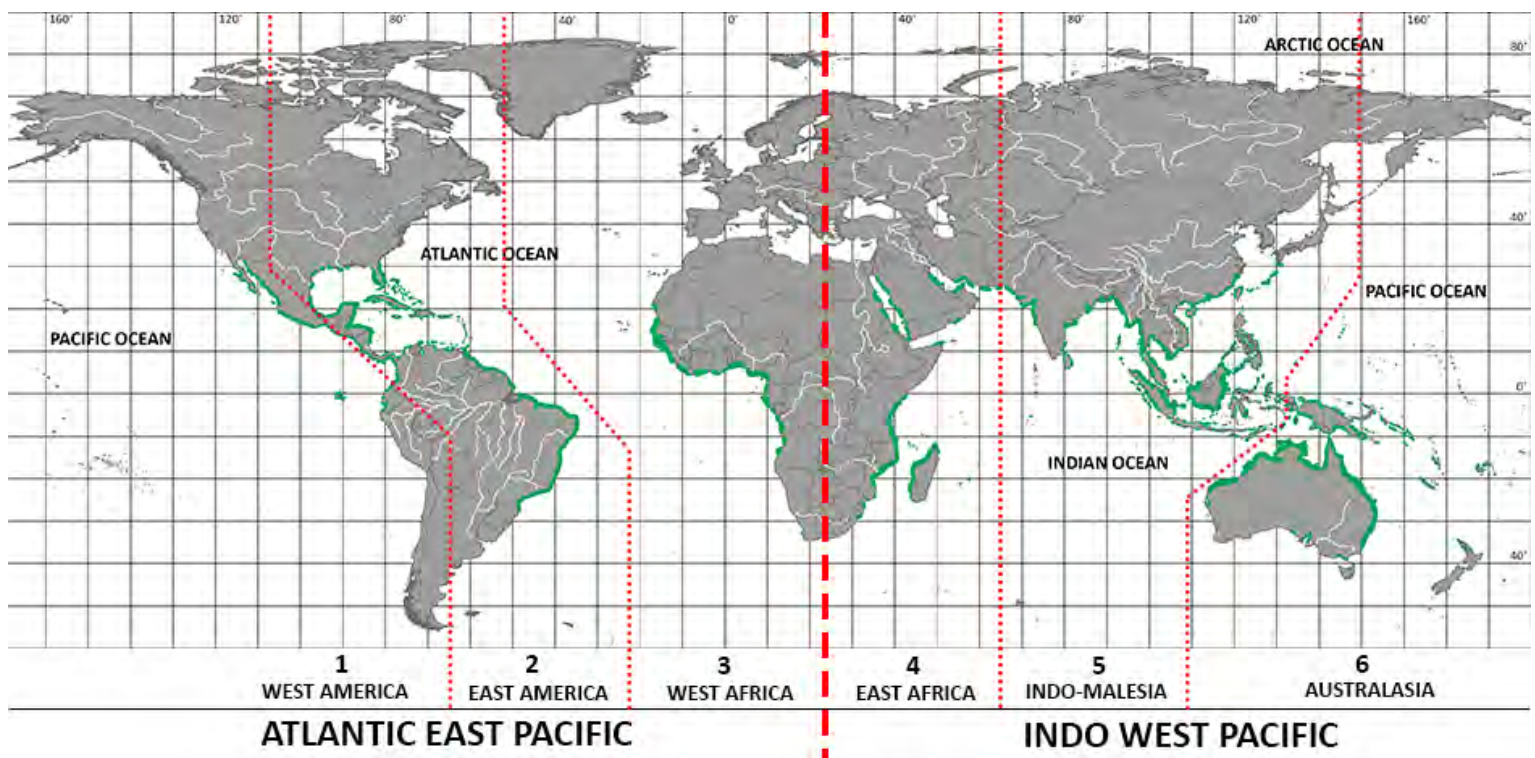 160° 120° 80° 40° 0° 40° 80° 120° 160°
ARCTIC OCEAN
80°
40°
ATLANTIC OCEAN
PACIFIC OCEAN
PACIFIC OCEAN
0°
INDIAN OCEAN
40°
1 2 3 4 5 6
WEST AMERICA EAST AMERICA WEST AFRICA EAST AFRICA INDO-MALESIA AUSTRALASIA
ATLANTIC EAST PACIFIC INDO WEST PACIFIC